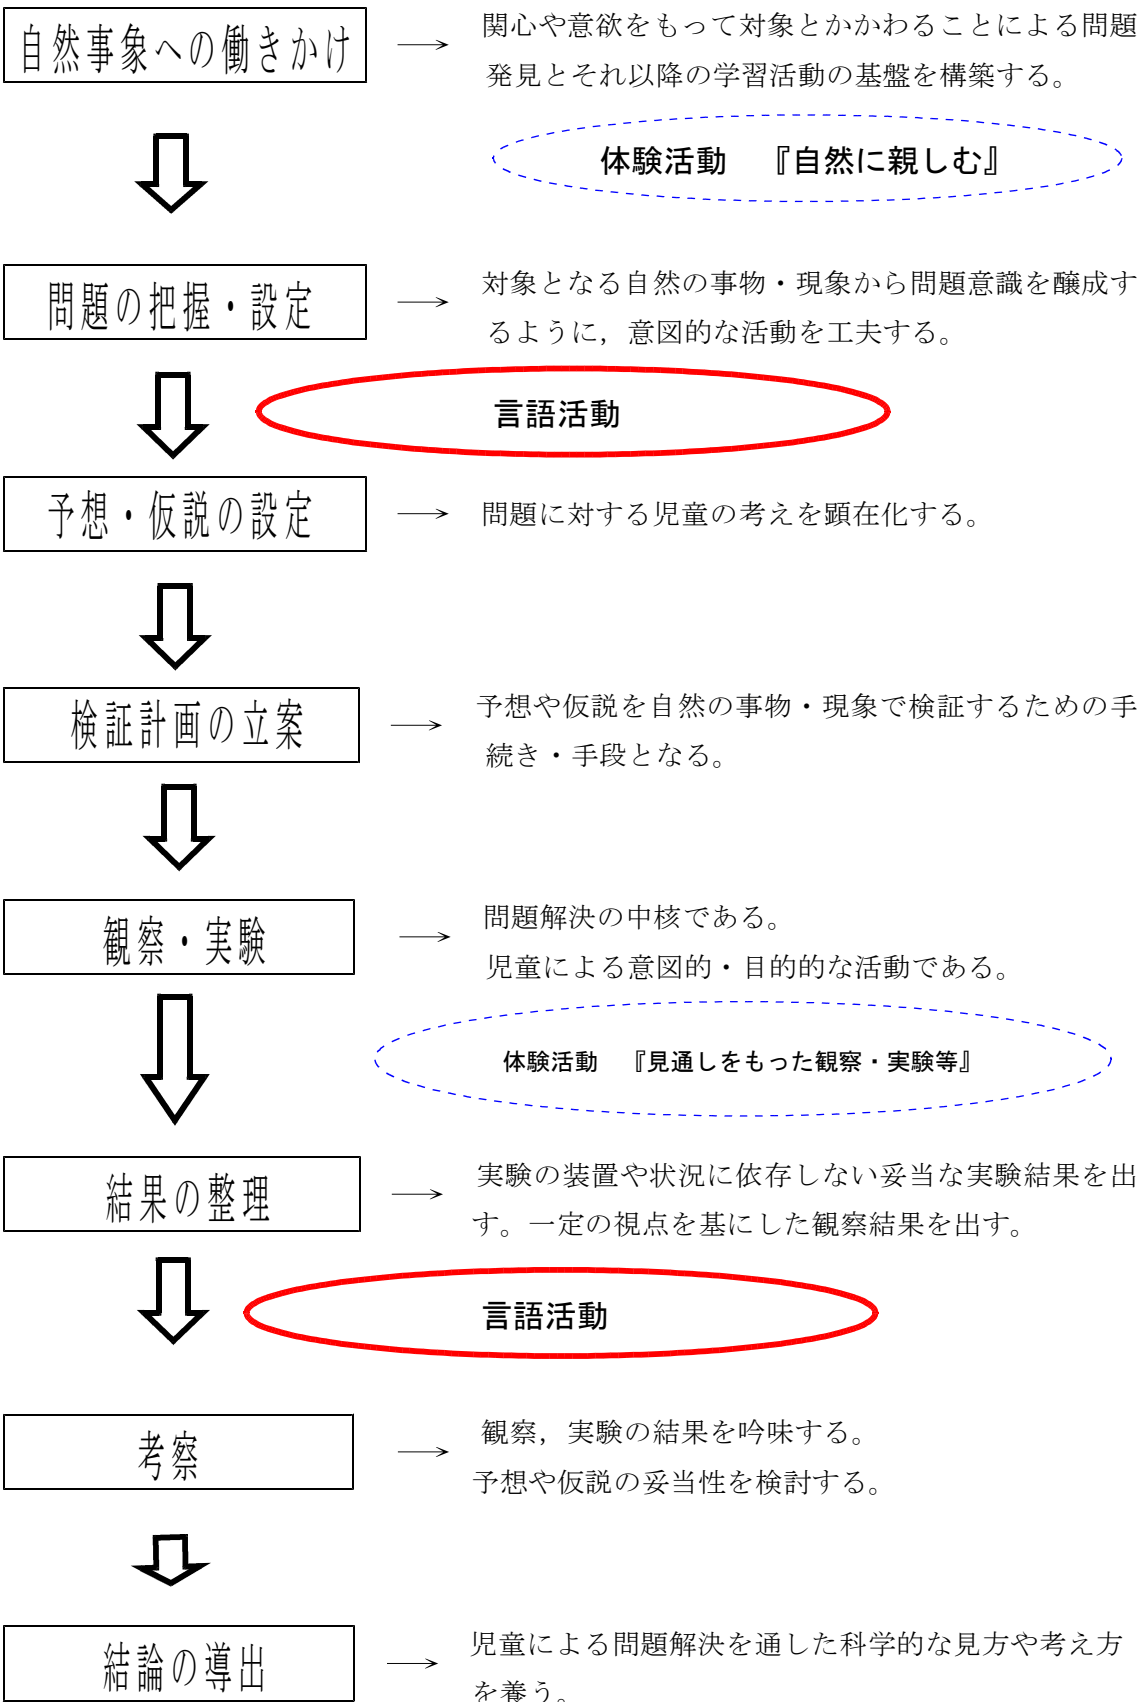 自然事象への働きかけ
関心や意欲をもって対象とかかわることによる問題
発見とそれ以降の学習活動の基盤を構築する。
体験活動　『自然に親しむ』
問題の把握・設定
対象となる自然の事物・現象から問題意識を醸成す
るように，意図的な活動を工夫する。
言語活動
予想・仮説の設定
問題に対する児童の考えを顕在化する。
検証計画の立案
予想や仮説を自然の事物・現象で検証するための手
続き・手段となる。
観察・実験
問題解決の中核である。
児童による意図的・目的的な活動である。
体験活動　『見通しをもった観察・実験等』
結果の整理
実験の装置や状況に依存しない妥当な実験結果を出
す。一定の視点を基にした観察結果を出す。
言語活動
考察
観察，実験の結果を吟味する。
予想や仮説の妥当性を検討する。
結論の導出
児童による問題解決を通した科学的な見方や考え方
を養う。